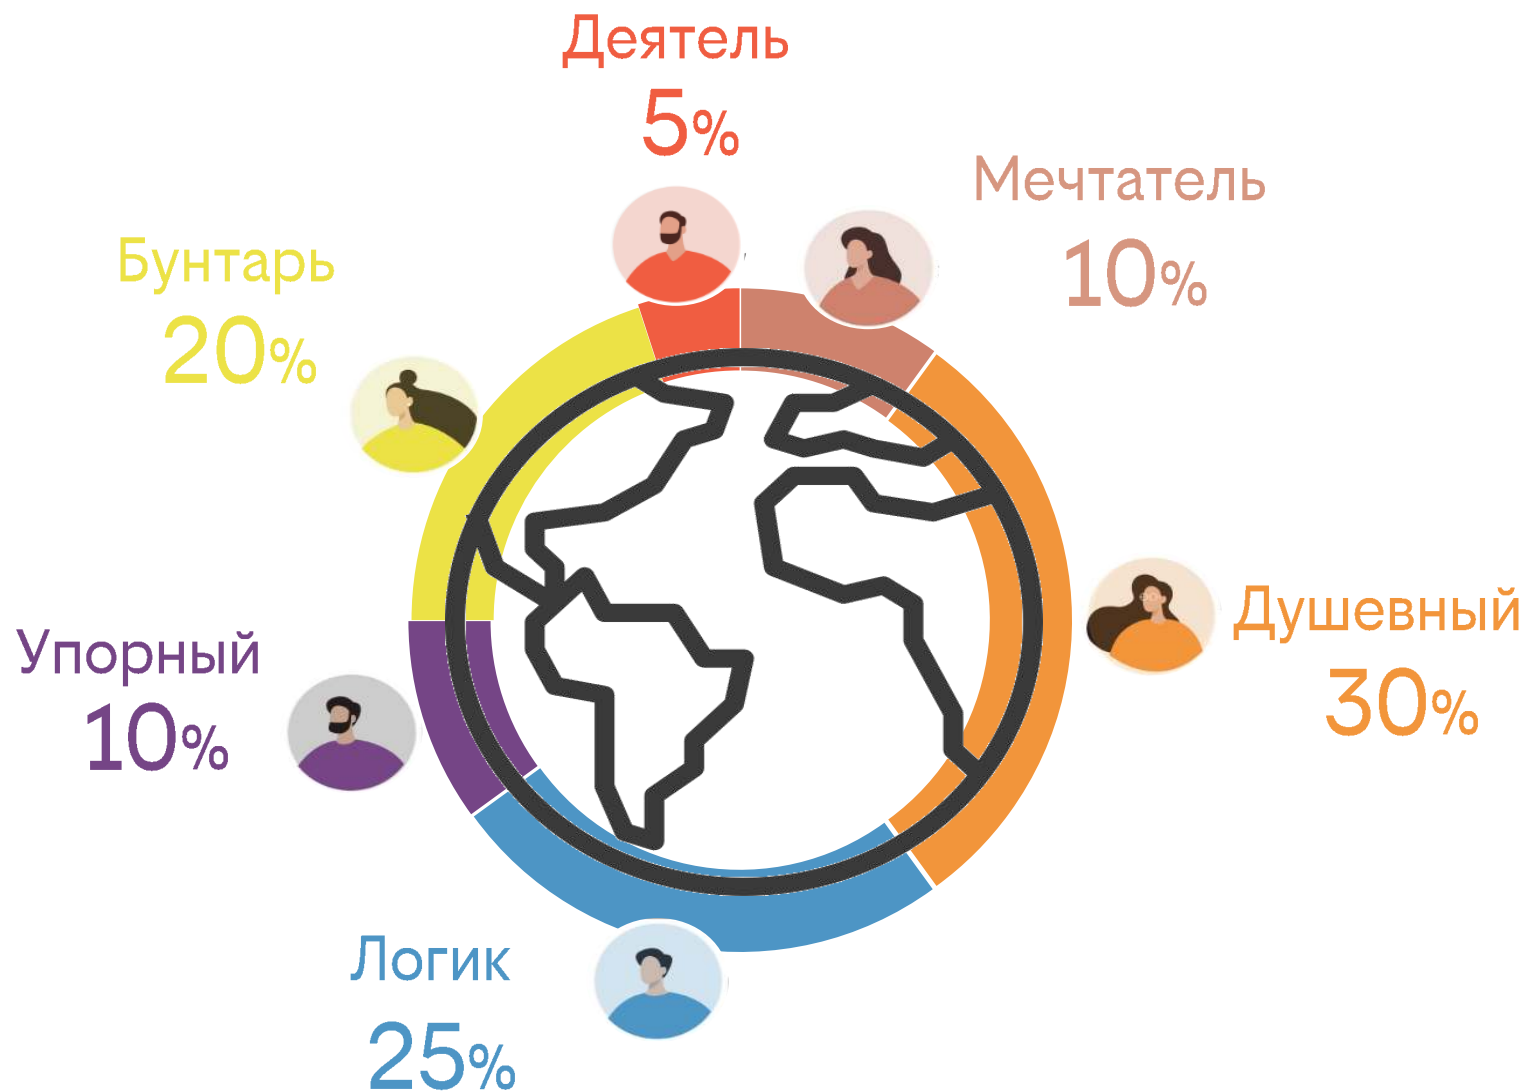 Деятель
5%
Мечтатель
10%
Бунтарь
20%
Душевный
30%
Упорный
10%
Логик
25%